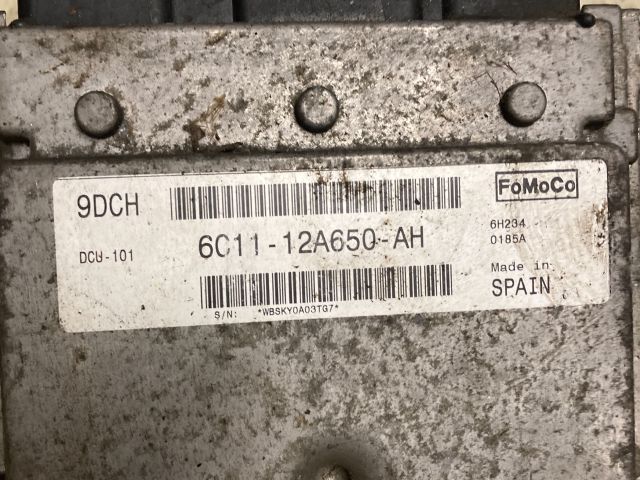 9DCH
FoMoCo
DCU-101
6C11-12A650-AH
6H234
0185A
Made in
SPAIN
S/N: *WBSKY0A03TG7*